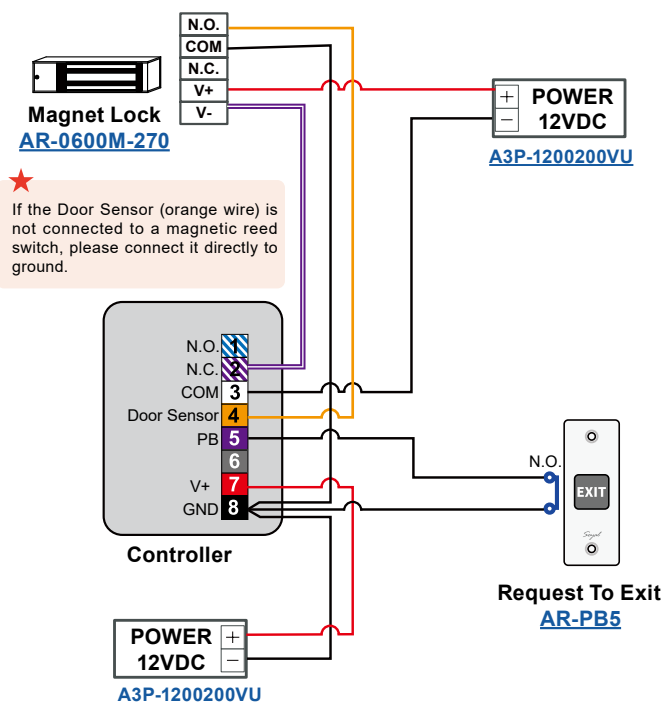 N.O.
COM
N.C.
V+
V-
Magnet Lock
AR-0600M-270
+ POWER
− 12VDC
A3P-1200200VU
If the Door Sensor (orange wire) is
not connected to a magnetic reed
switch, please connect it directly to
ground.
N.O. 1
N.C. 2
COM 3
Door Sensor 4
PB 5
6
V+ 7
GND 8
Controller
N.O.
EXIT
Soyal
Request To Exit
AR-PB5
POWER +
12VDC −
A3P-1200200VU